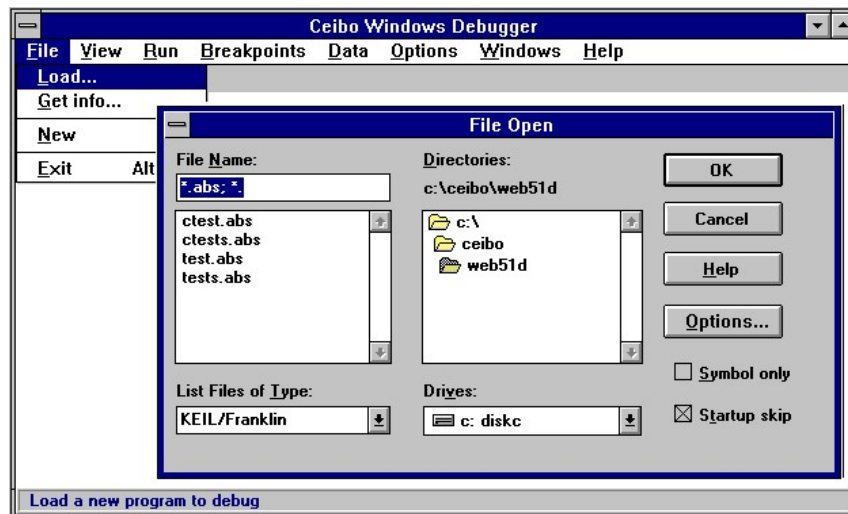 Ceibo Windows Debugger
File View Run Breakpoints Data Options Windows Help
Load...
Get info...
New
Exit Alt
File Open
File Name:
*.abs; *.
ctest.abs
ctests.abs
test.abs
tests.abs
List Files of Type:
KEIL/Franklin
Directories:
c:\ceibo\web51d
c:\
ceibo
web51d
Drives:
c: diskc
OK
Cancel
Help
Options...
Symbol only
Startup skip
Load a new program to debug